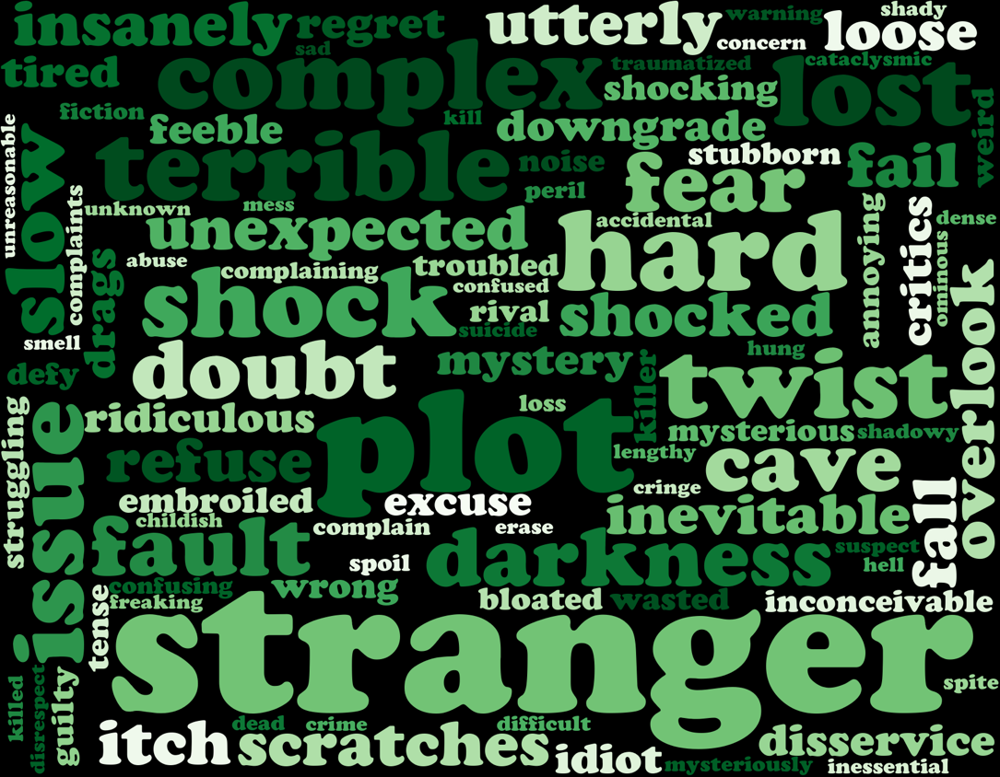 insanely
regret
utterly
warning
shady
loose
concern
sad
tired
complex
traumatized
cataclysmic
shocking
lost
weird
fiction
kill
feeble
downgrade
unreasonable
slow
terrible
noise
stubborn
fail
fear
peril
complaints
unknown
mess
unexpected
accidental
hard
annoying
critics
dense
ominous
drags
abuse
complaining
troubled
confused
shock
rival
shocked
suicide
smell
overlook
doubt
mystery
hung
killer
twist
defy
issue
struggling
ridiculous
plot
loss
mysterious
shadowy
refuse
lengthy
cave
cringe
embroiled
excuse
inevitable
fall
childish
fault
complain
erase
darkness
suspect
hell
spoil
confusing
wrong
freaking
tense
bloated
wasted
inconceivable
stranger
killed
disrespect
guilty
spite
itch
dead
crime
difficult
scratches
idiot
mysteriously
disservice
inessential